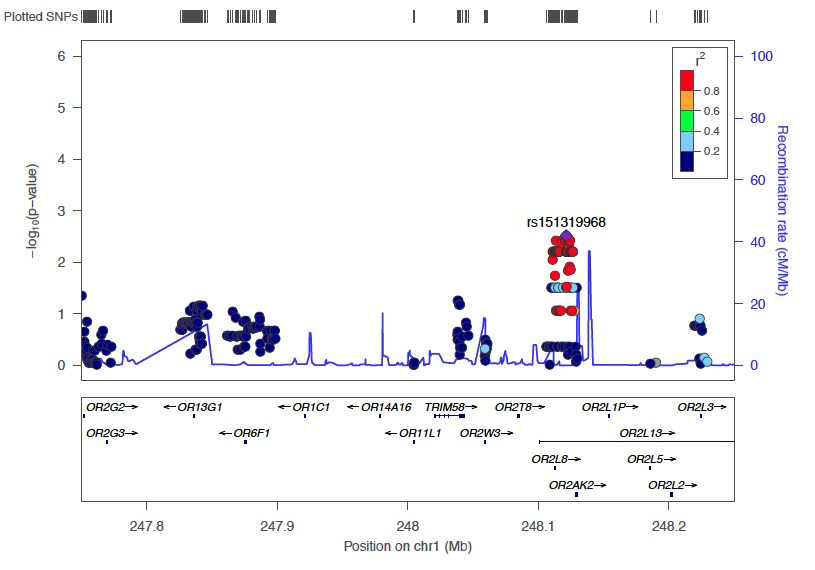 Plotted SNPs
6
5
4
3
2
1
0
−log10(p−value)
100
80
60
40
20
0
Recombination rate (cM/Mb)
r2
0.8
0.6
0.4
0.2
rs151319968
OR2G2→ ←OR13G1 ←OR1C1 ←OR14A16 TRIM58→ OR2T8→ OR2L1P→ OR2L3→
OR2G3→ ←OR6F1 ←OR11L1 OR2W3→ OR2L13→
OR2L8→ OR2L5→
OR2AK2→ OR2L2→
247.8 247.9 248 248.1 248.2
Position on chr1 (Mb)